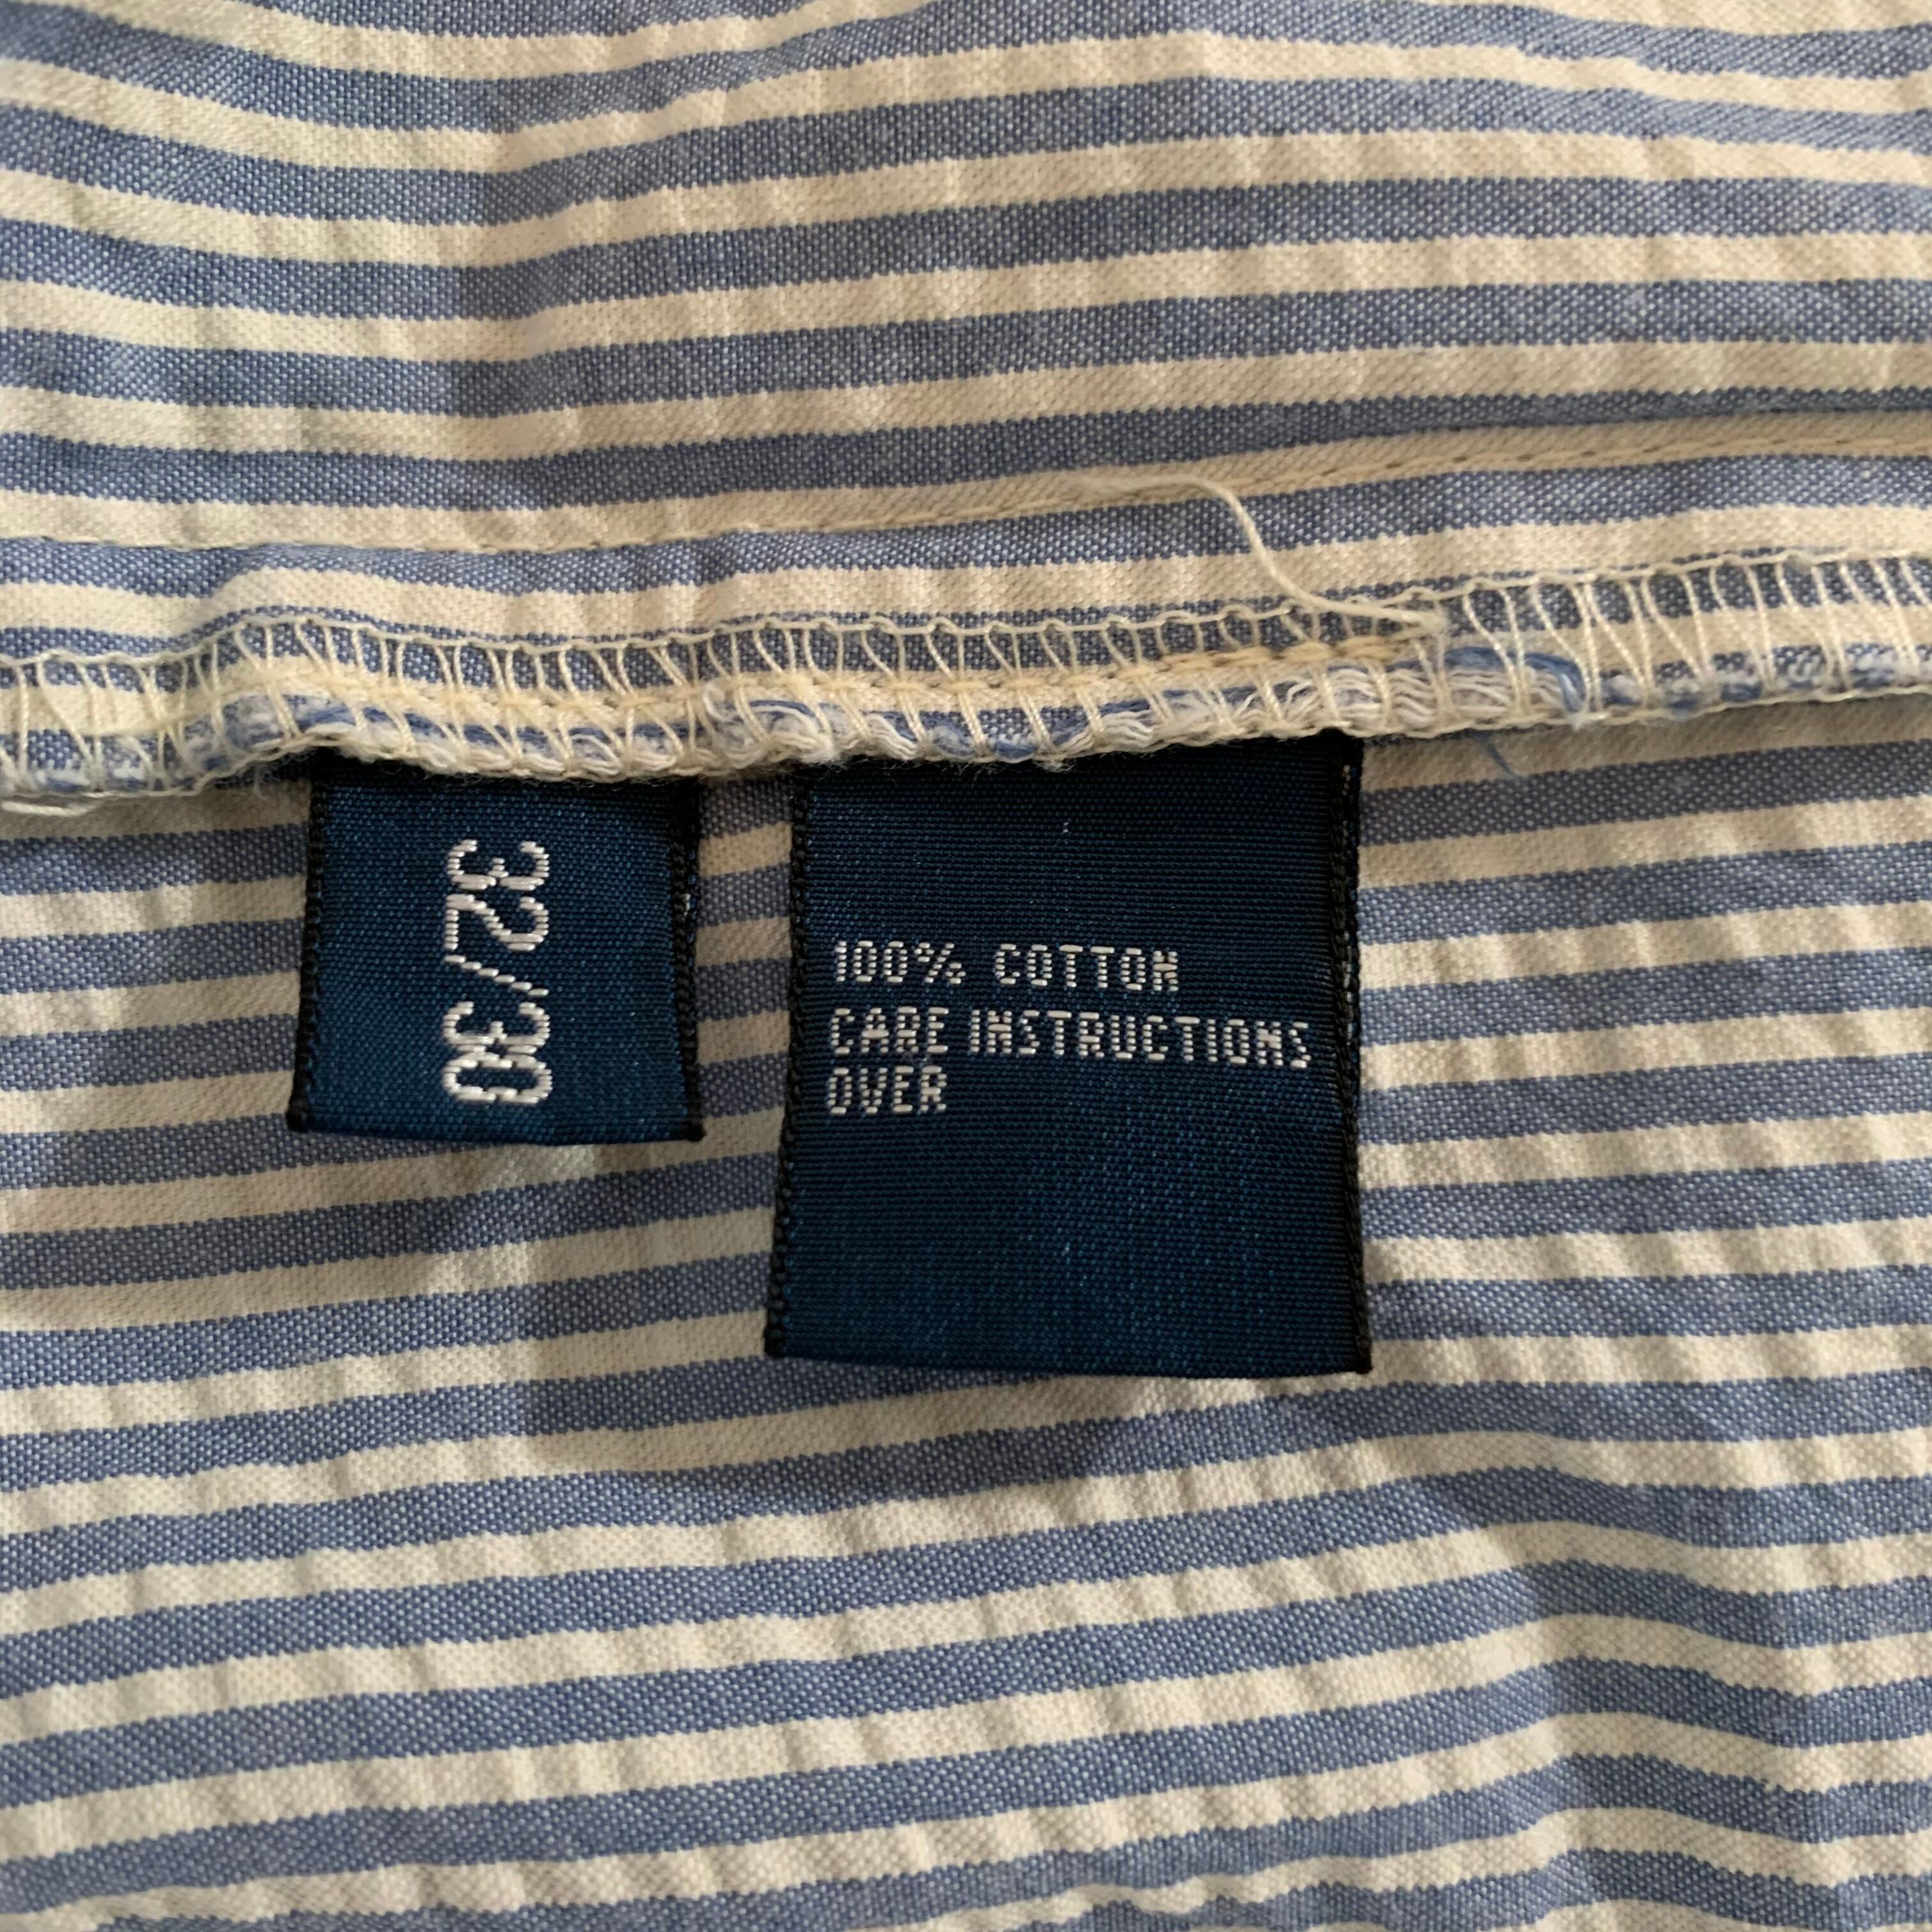 32/30
100% COTTON
CARE INSTRUCTIONS
OVER